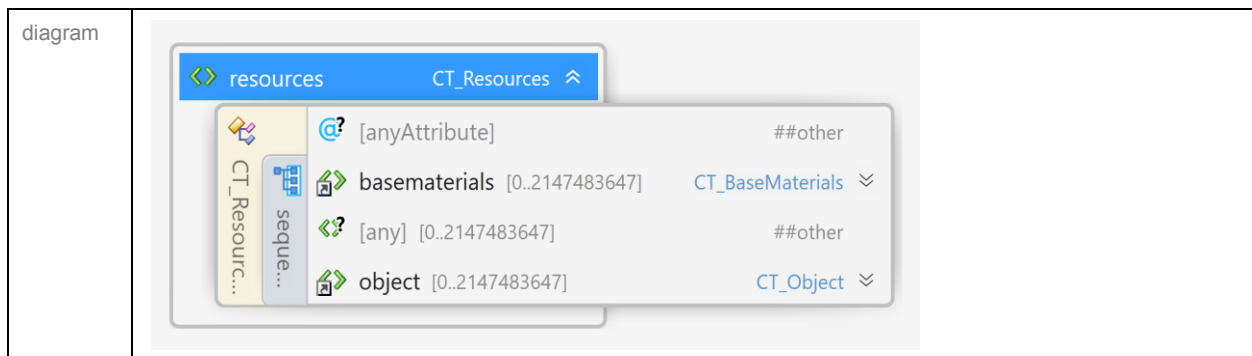 diagram
resources CT_Resources
[anyAttribute] ##other
basematerials [0..2147483647] CT_BaseMaterials
[any] [0..2147483647] ##other
object [0..2147483647] CT_Object
CT_Resourc...
seque...